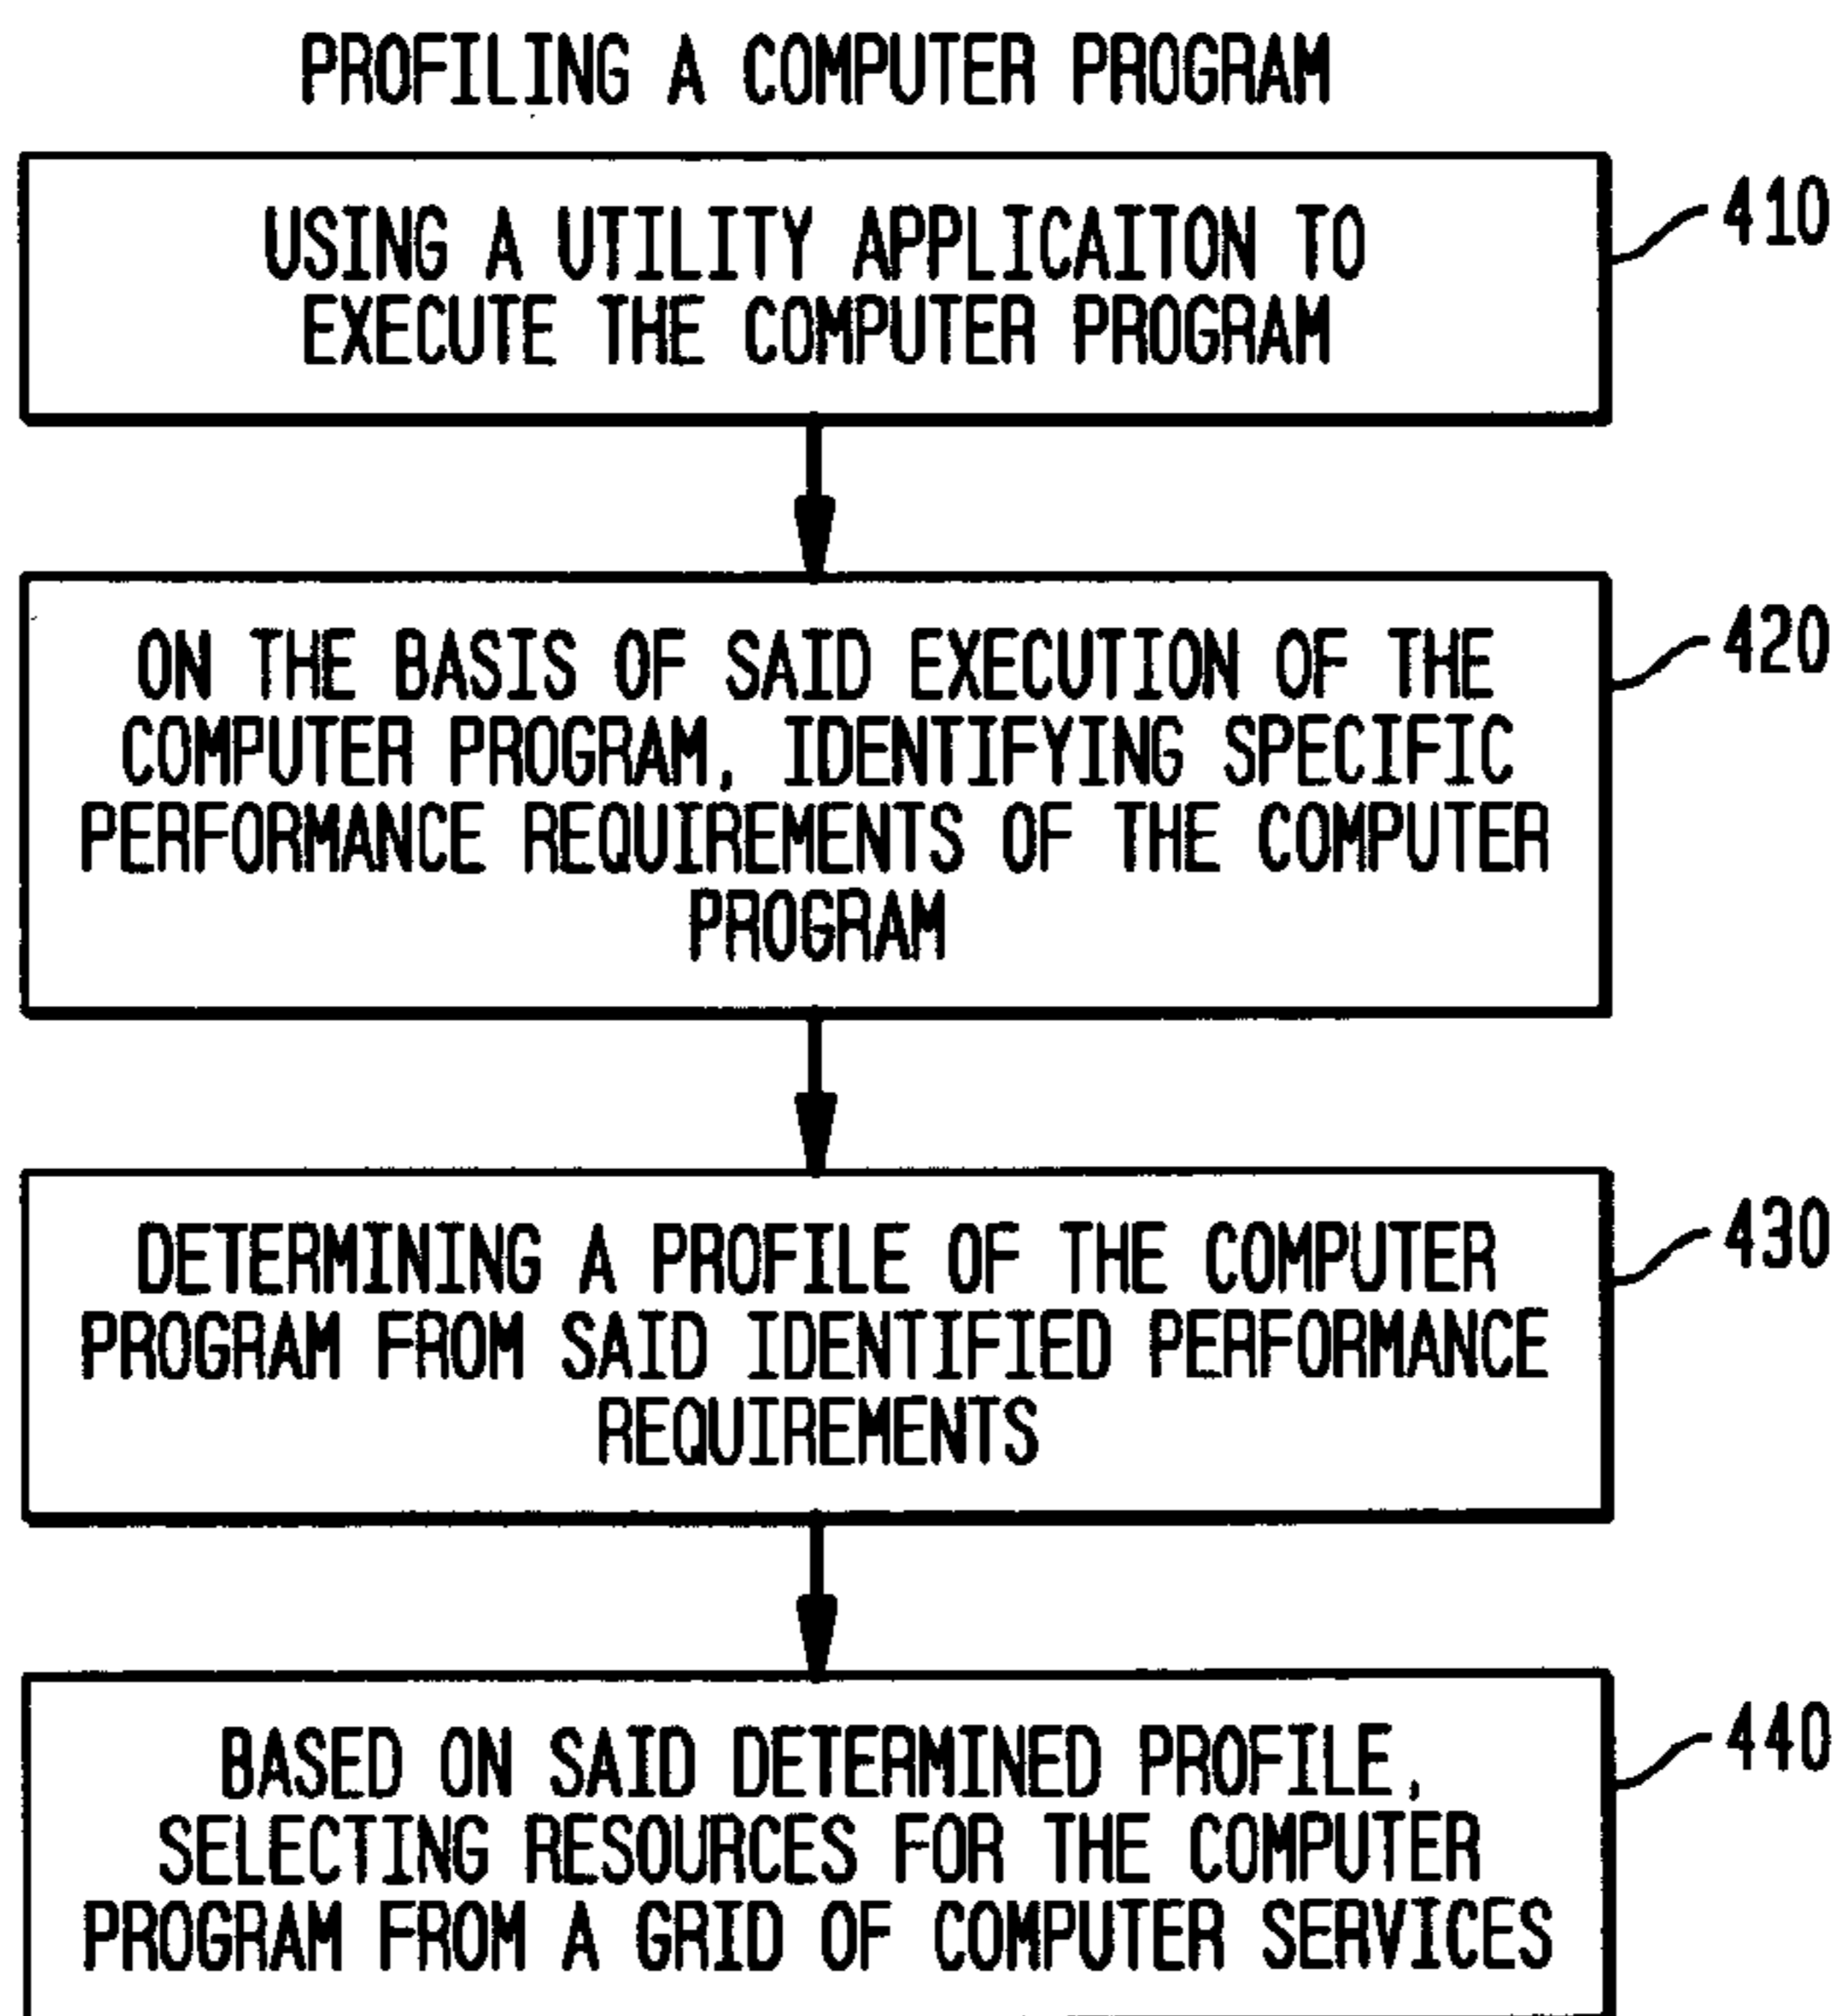 PROFILING A COMPUTER PROGRAM
USING A UTILITY APPLICAITON TO
EXECUTE THE COMPUTER PROGRAM
410
ON THE BASIS OF SAID EXECUTION OF THE
COMPUTER PROGRAM, IDENTIFYING SPECIFIC
PERFORMANCE REQUIREMENTS OF THE COMPUTER
PROGRAM
420
DETERMINING A PROFILE OF THE COMPUTER
PROGRAM FROM SAID IDENTIFIED PERFORMANCE
REQUIREMENTS
430
BASED ON SAID DETERMINED PROFILE,
SELECTING RESOURCES FOR THE COMPUTER
PROGRAM FROM A GRID OF COMPUTER SERVICES
440